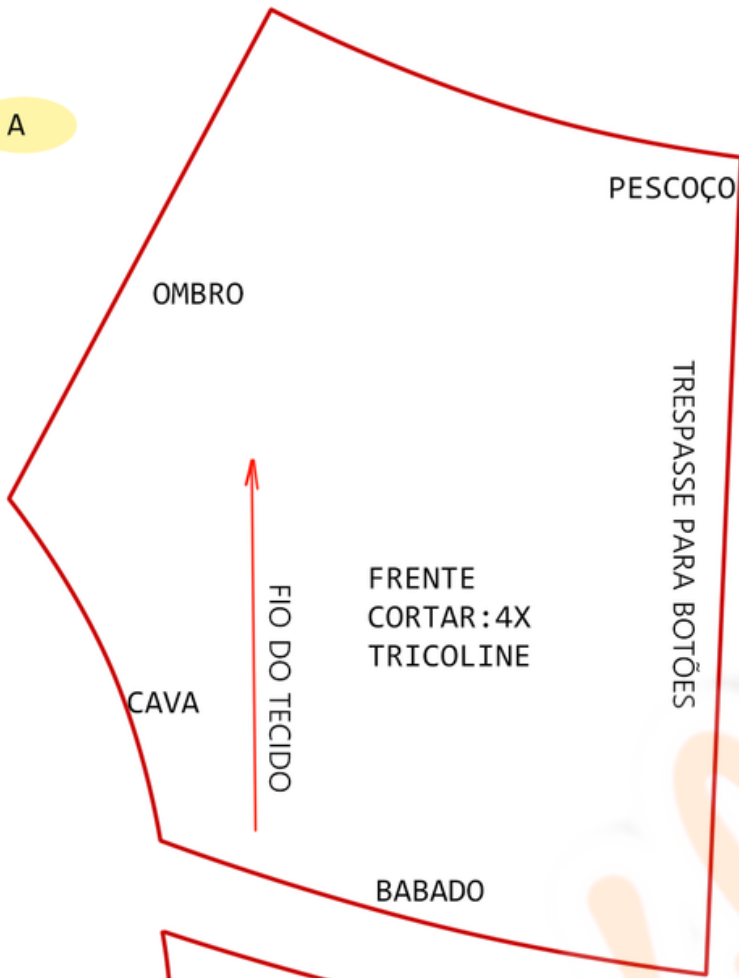 A
PESCOÇO
OMBRO
TRESPASSE PARA BOTÕES
FRENTE
CORTAR:4X
TRICOLINE
FIO DO TECIDO
CAVA
BABADO